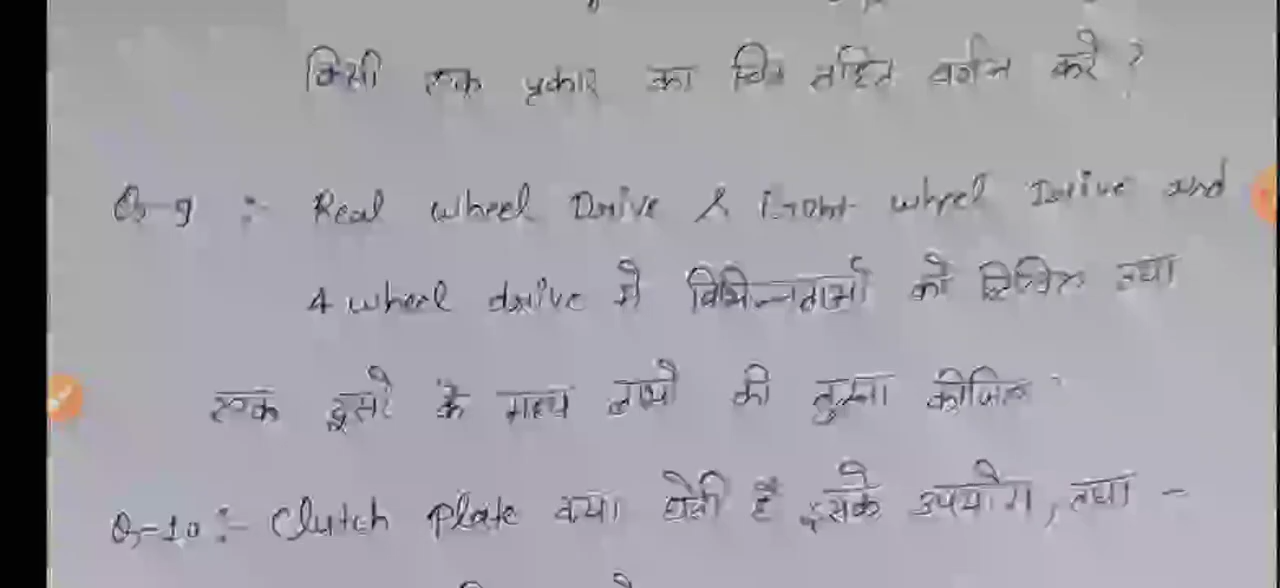 किसी एक प्रकार का चित्र सहित वर्णन करे ?
Q-9 :- Real wheel Drive & front wheel Drive and
4 wheel drive मे विभिन्नताओं को लिखिए तथा
एक दूसरे के मध्य लाभो की तुलना कीजिए
Q-10 :- Clutch plate क्या होती है इसके उपयोग, तथा -